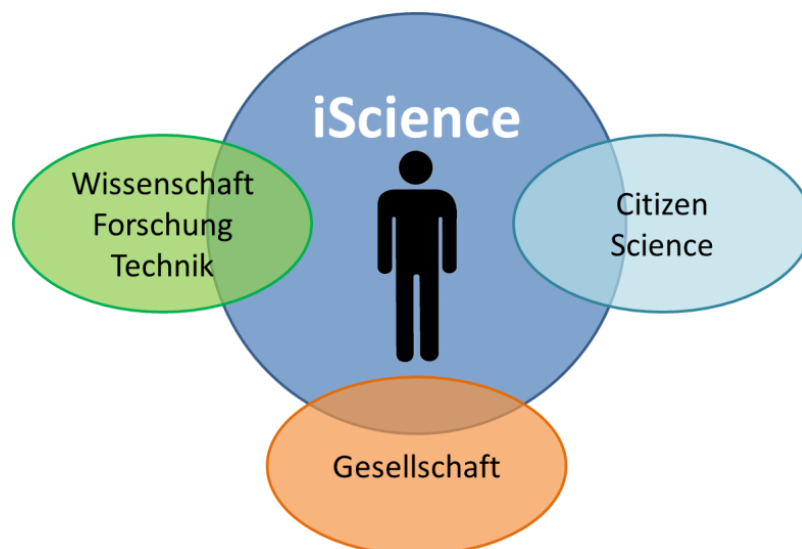 iScience
Wissenschaft
Forschung
Technik
Citizen
Science
Gesellschaft